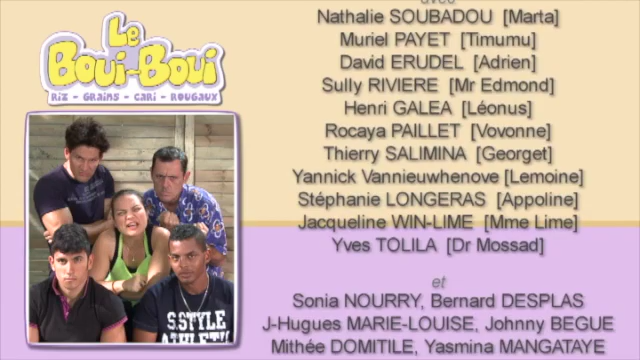 Le
Boui-Boui
RIZ - GRAINS - CARI - ROUGAUX
S.STYLE
avec
Nathalie SOUBADOU [Marta]
Muriel PAYET [Timumu]
David ERUDEL [Adrien]
Sully RIVIERE [Mr Edmond]
Henri GALEA [Léonus]
Rocaya PAILLET [Vovonne]
Thierry SALIMINA [Georget]
Yannick Vannieuwhenove [Lemoine]
Stéphanie LONGERAS [Appoline]
Jacqueline WIN-LIME [Mme Lime]
Yves TOLILA [Dr Mossad]
et
Sonia NOURRY, Bernard DESPLAS
J-Hugues MARIE-LOUISE, Johnny BEGUE
Mithée DOMITILE, Yasmina MANGATAYE